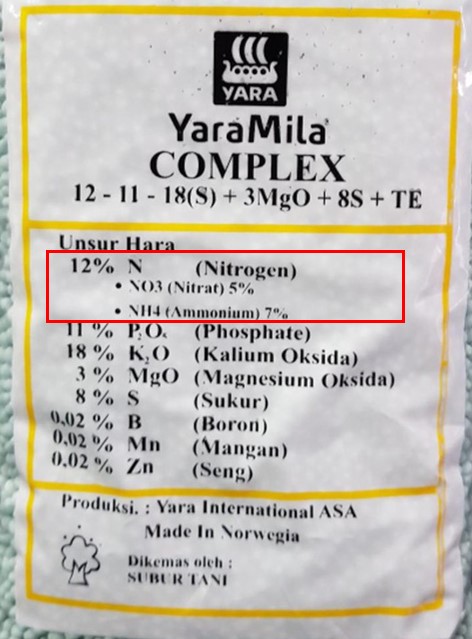 YARA
YaraMila
COMPLEX
12 - 11 - 18(S) + 3MgO + 8S + TE
Unsur Hara
12% N (Nitrogen)
• NO3 (Nitrat) 5%
• NH4 (Ammonium) 7%
11 % P2O5 (Phosphate)
18 % K2O (Kalium Oksida)
3 % MgO (Magnesium Oksida)
8 % S (Sukur)
0,02 % B (Boron)
0,02 % Mn (Mangan)
0.02 % Zn (Seng)
Produksi. : Yara International ASA
Made In Norwegia
Dikemas oleh :
SUBUR TANI